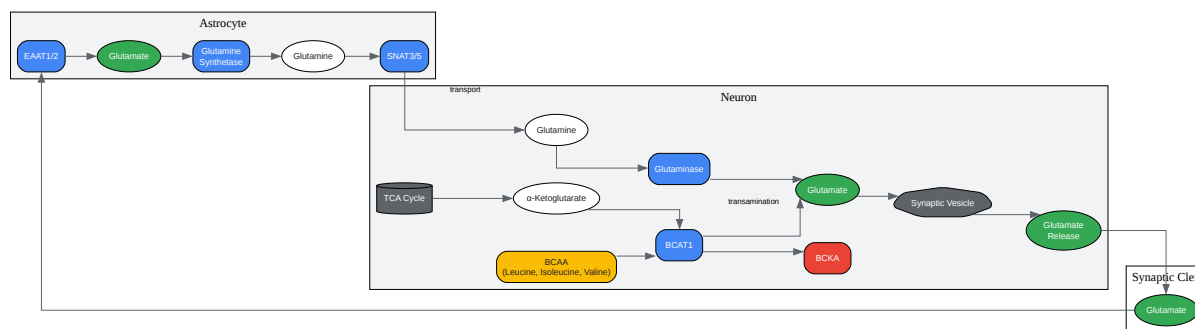 Astrocyte
EAAT1/2
Glutamate
Glutamine
Synthetase
Glutamine
SNAT3/5
transport
Neuron
Glutamine
Glutaminase
TCA Cycle
α-Ketoglutarate
Glutamate
transamination
Synaptic Vesicle
Glutamate
Release
BCAT1
BCAA
(Leucine, Isoleucine, Valine)
BCKA
Synaptic Cle
Glutamate